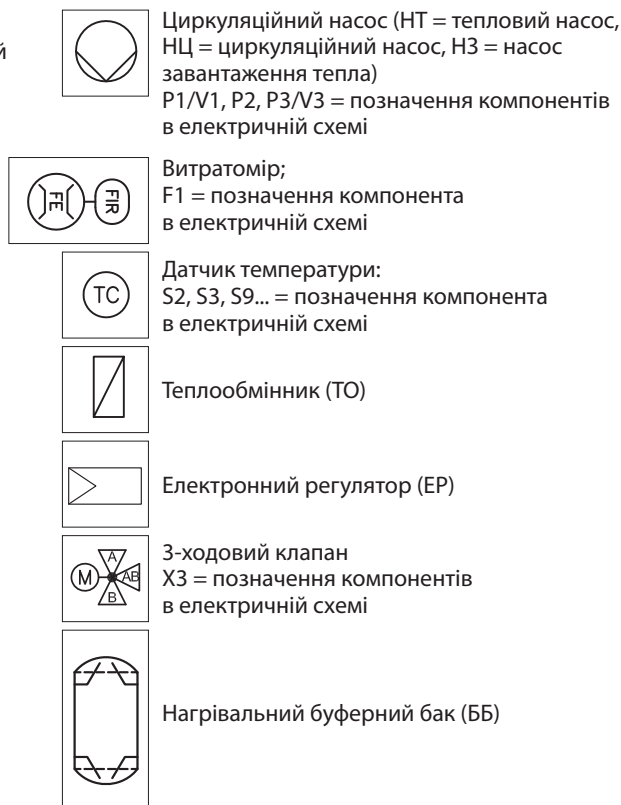 й
Циркуляційний насос (НТ = тепловий насос,
НЦ = циркуляційний насос, НЗ = насос
завантаження тепла)
P1/V1, P2, P3/V3 = позначення компонентів
в електричній схемі
FE
FIR
Витратомір;
F1 = позначення компонента
в електричній схемі
TC
Датчик температури:
S2, S3, S9... = позначення компонента
в електричній схемі
Теплообмінник (ТО)
Електронний регулятор (ЕР)
M
A
AB
B
3-ходовий клапан
X3 = позначення компонентів
в електричній схемі
Нагрівальний буферний бак (ББ)